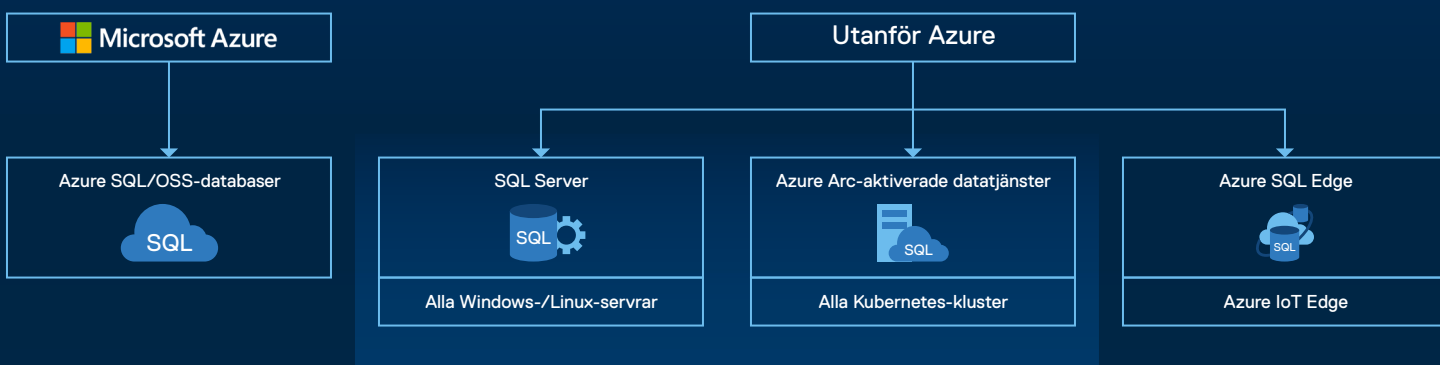 Microsoft Azure
Utanför Azure
Azure SQL/OSS-databaser
SQL
SQL Server
SQL
Alla Windows-/Linux-servrar
Azure Arc-aktiverade datatjänster
SQL
Alla Kubernetes-kluster
Azure SQL Edge
SQL
Azure IoT Edge